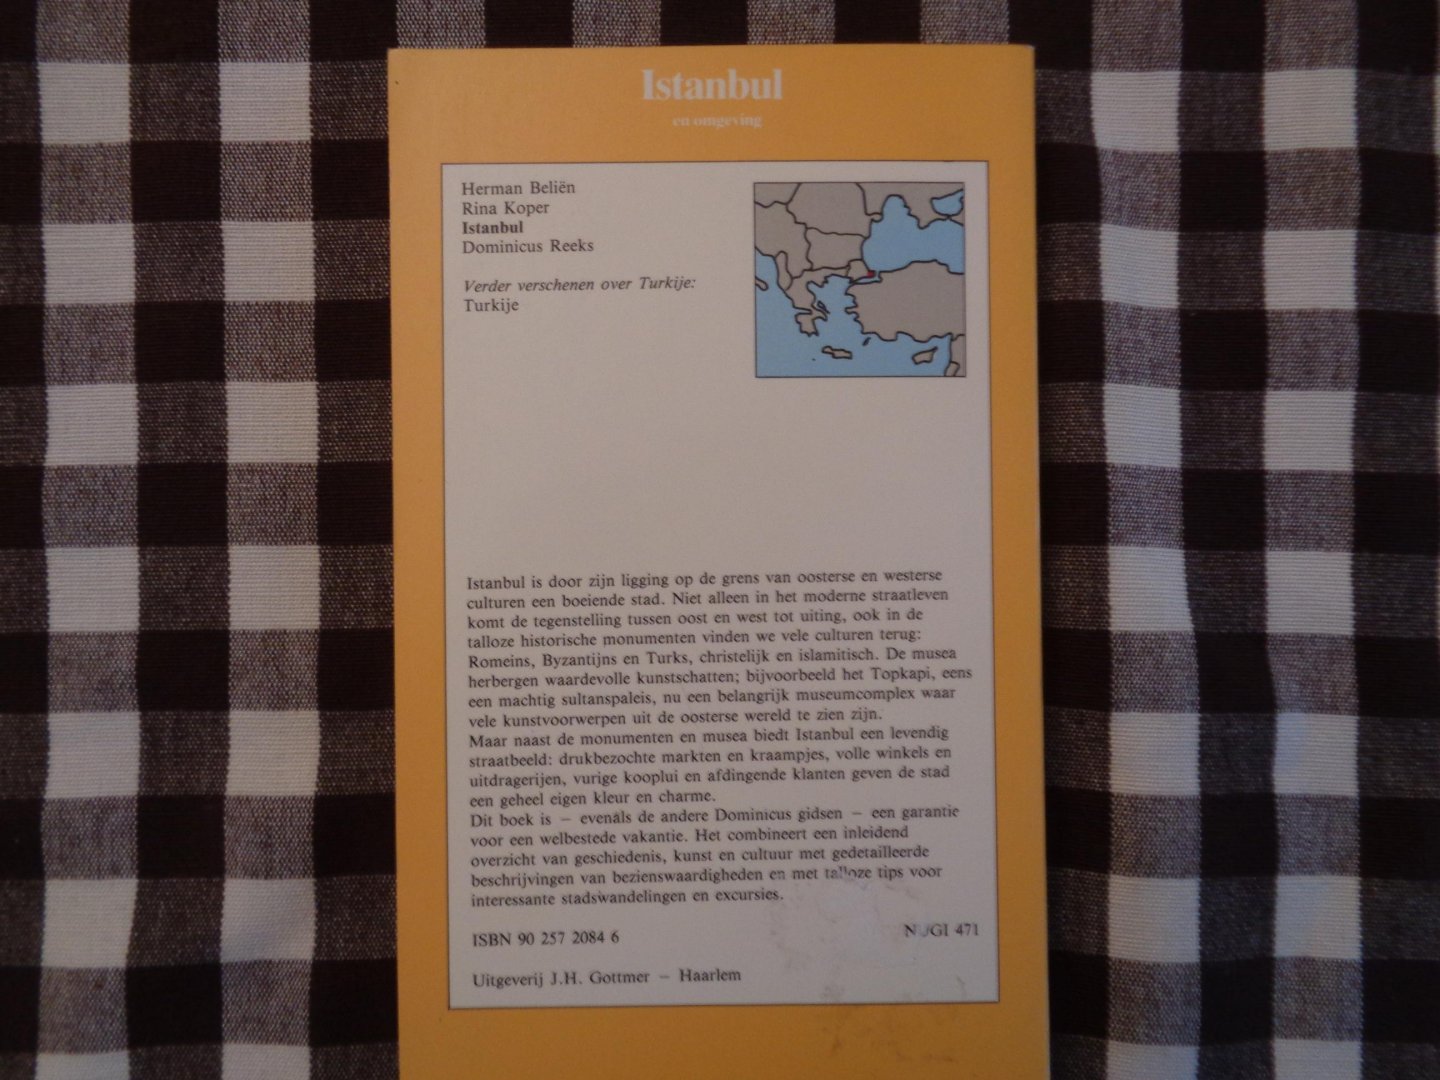 Istanbul
en omgeving
Herman Beliën
Rina Koper
Istanbul
Dominicus Reeks
Verder verschenen over Turkije:
Turkije
Istanbul is door zijn ligging op de grens van oosterse en westerse
culturen een boeiende stad. Niet alleen in het moderne straatleven
komt de tegenstelling tussen oost en west tot uiting, ook in de
talloze historische monumenten vinden we vele culturen terug:
Romeins, Byzantijns en Turks, christelijk en islamitisch. De musea
herbergen waardevolle kunstschatten; bijvoorbeeld het Topkapi, eens
een machtig sultanspaleis, nu een belangrijk museumcomplex waar
vele kunstvoorwerpen uit de oosterse wereld te zien zijn.
Maar naast de monumenten en musea biedt Istanbul een levendig
straatbeeld: drukbezochte markten en kraampjes, volle winkels en
uitdragerijen, vurige kooplui en afdingende klanten geven de stad
een geheel eigen kleur en charme.
Dit boek is – evenals de andere Dominicus gidsen – een garantie
voor een welbestede vakantie. Het combineert een inleidend
overzicht van geschiedenis, kunst en cultuur met gedetailleerde
beschrijvingen van bezienswaardigheden en met talloze tips voor
interessante stadswandelingen en excursies.
ISBN 90 257 2084 6
NUGI 471
Uitgeverij J.H. Gottmer – Haarlem